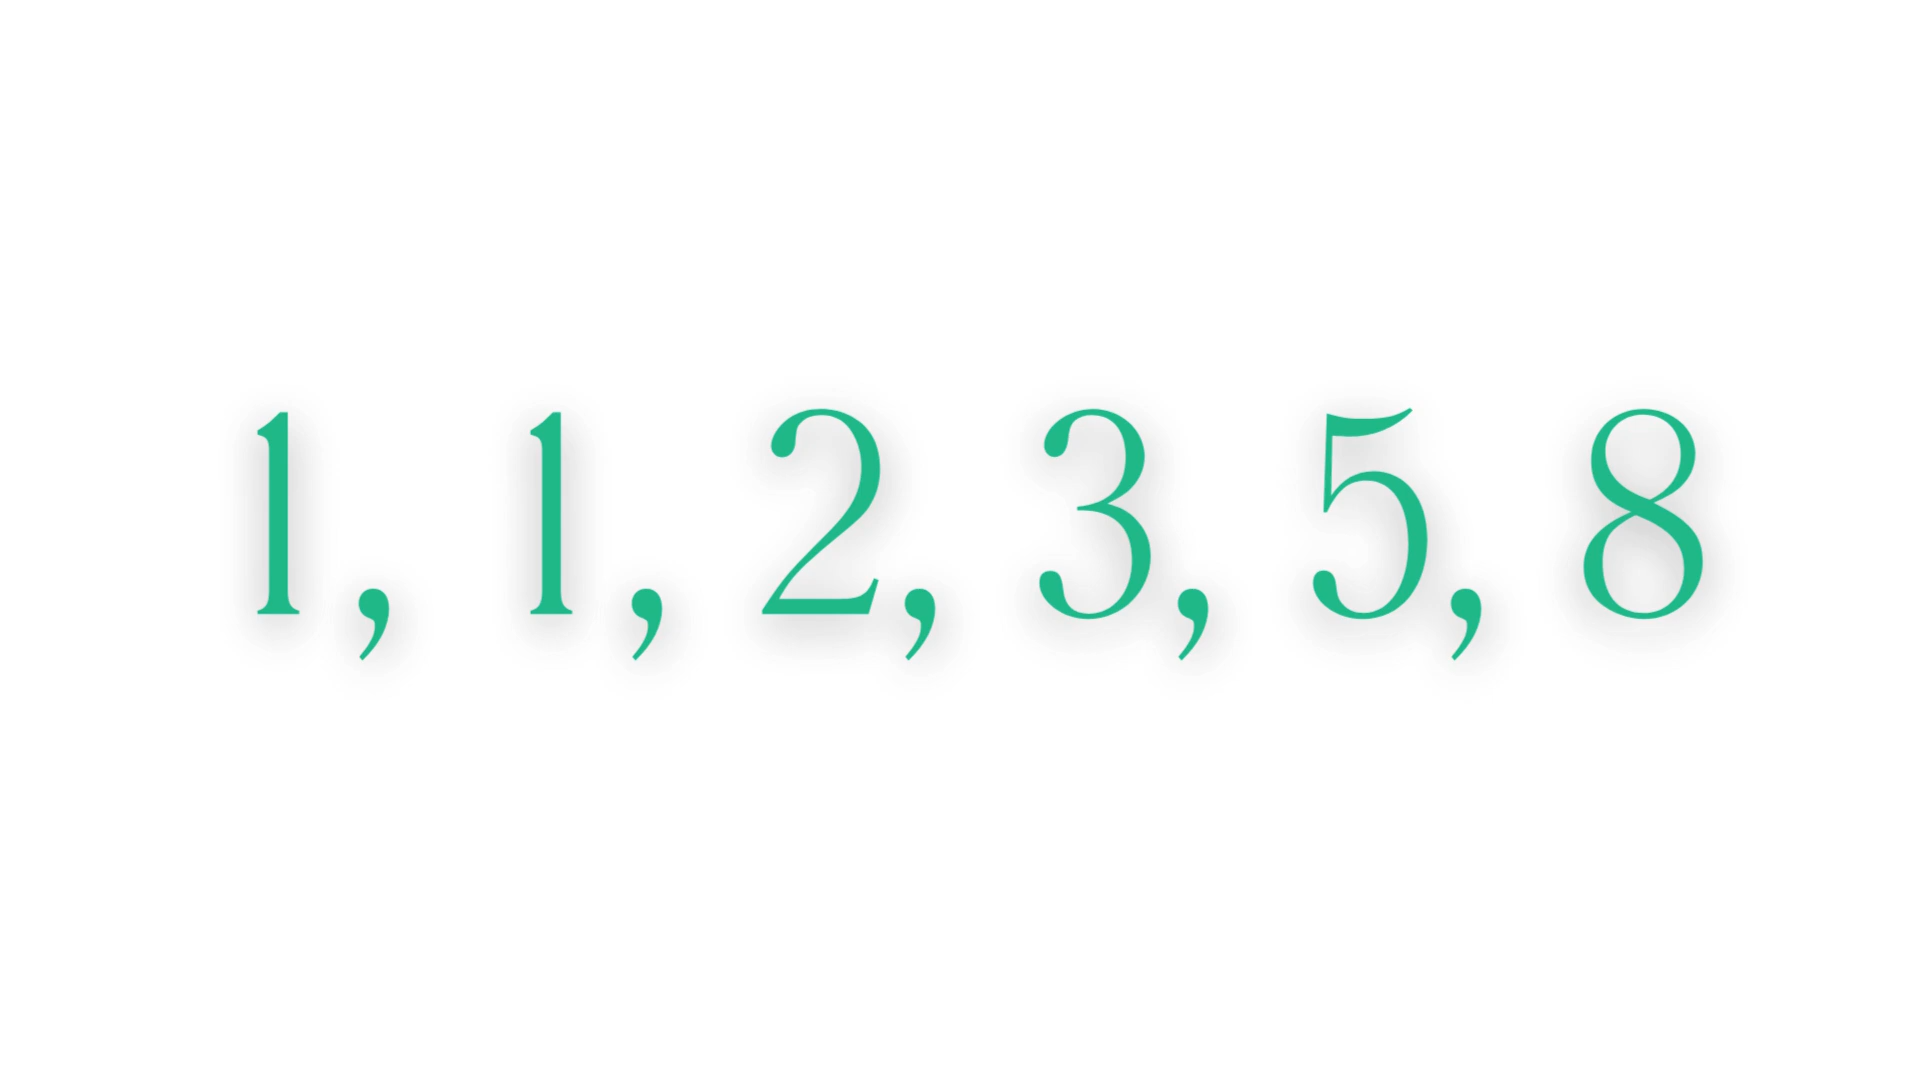 1, 1, 2, 3, 5, 8